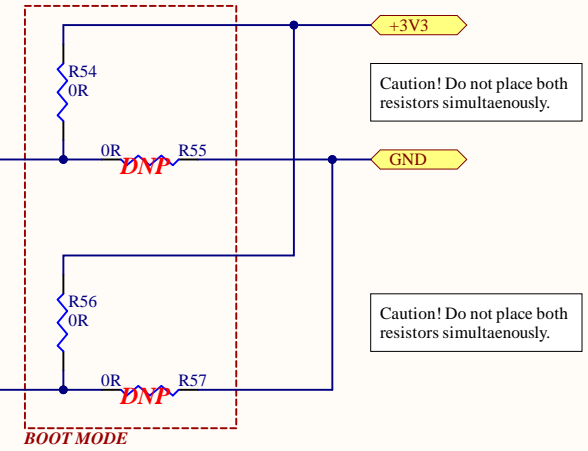 +3V3
R54
0R
Caution! Do not place both
resistors simultaenously.
0R DNP R55
GND
R56
0R
Caution! Do not place both
resistors simultaenously.
0R DNP R57
BOOT MODE